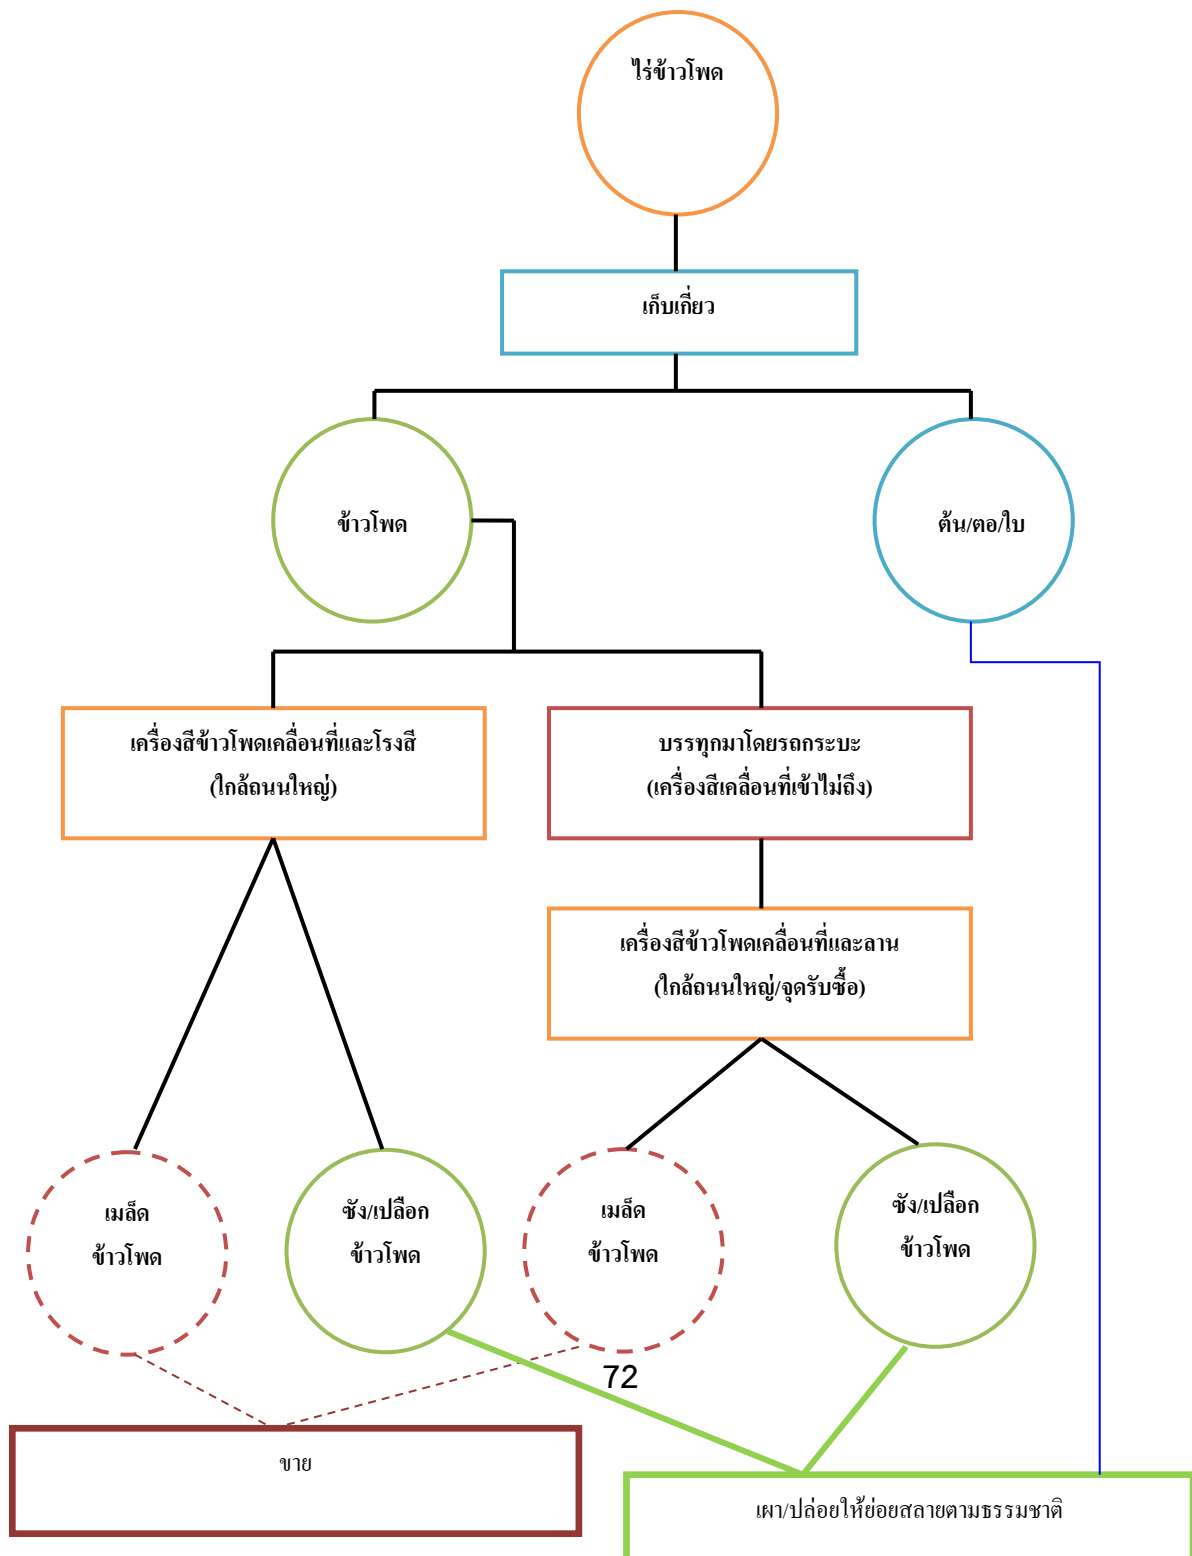 ไร่ข้าวโพด
เก็บเกี่ยว
ข้าวโพด
ต้น/ตอ/ใบ
เครื่องสีข้าวโพดเคลื่อนที่และโรงสี
(ใกล้ถนนใหญ่)
บรรทุกมาโดยรถกระบะ
(เครื่องสีเคลื่อนที่เข้าไม่ถึง)
เครื่องสีข้าวโพดเคลื่อนที่และลาน
(ใกล้ถนนใหญ่/จุดรับซื้อ)
เมล็ด
ข้าวโพด
ซัง/เปลือก
ข้าวโพด
เมล็ด
ข้าวโพด
ซัง/เปลือก
ข้าวโพด
72
ขาย
เผา/ปล่อยให้ย่อยสลายตามธรรมชาติ